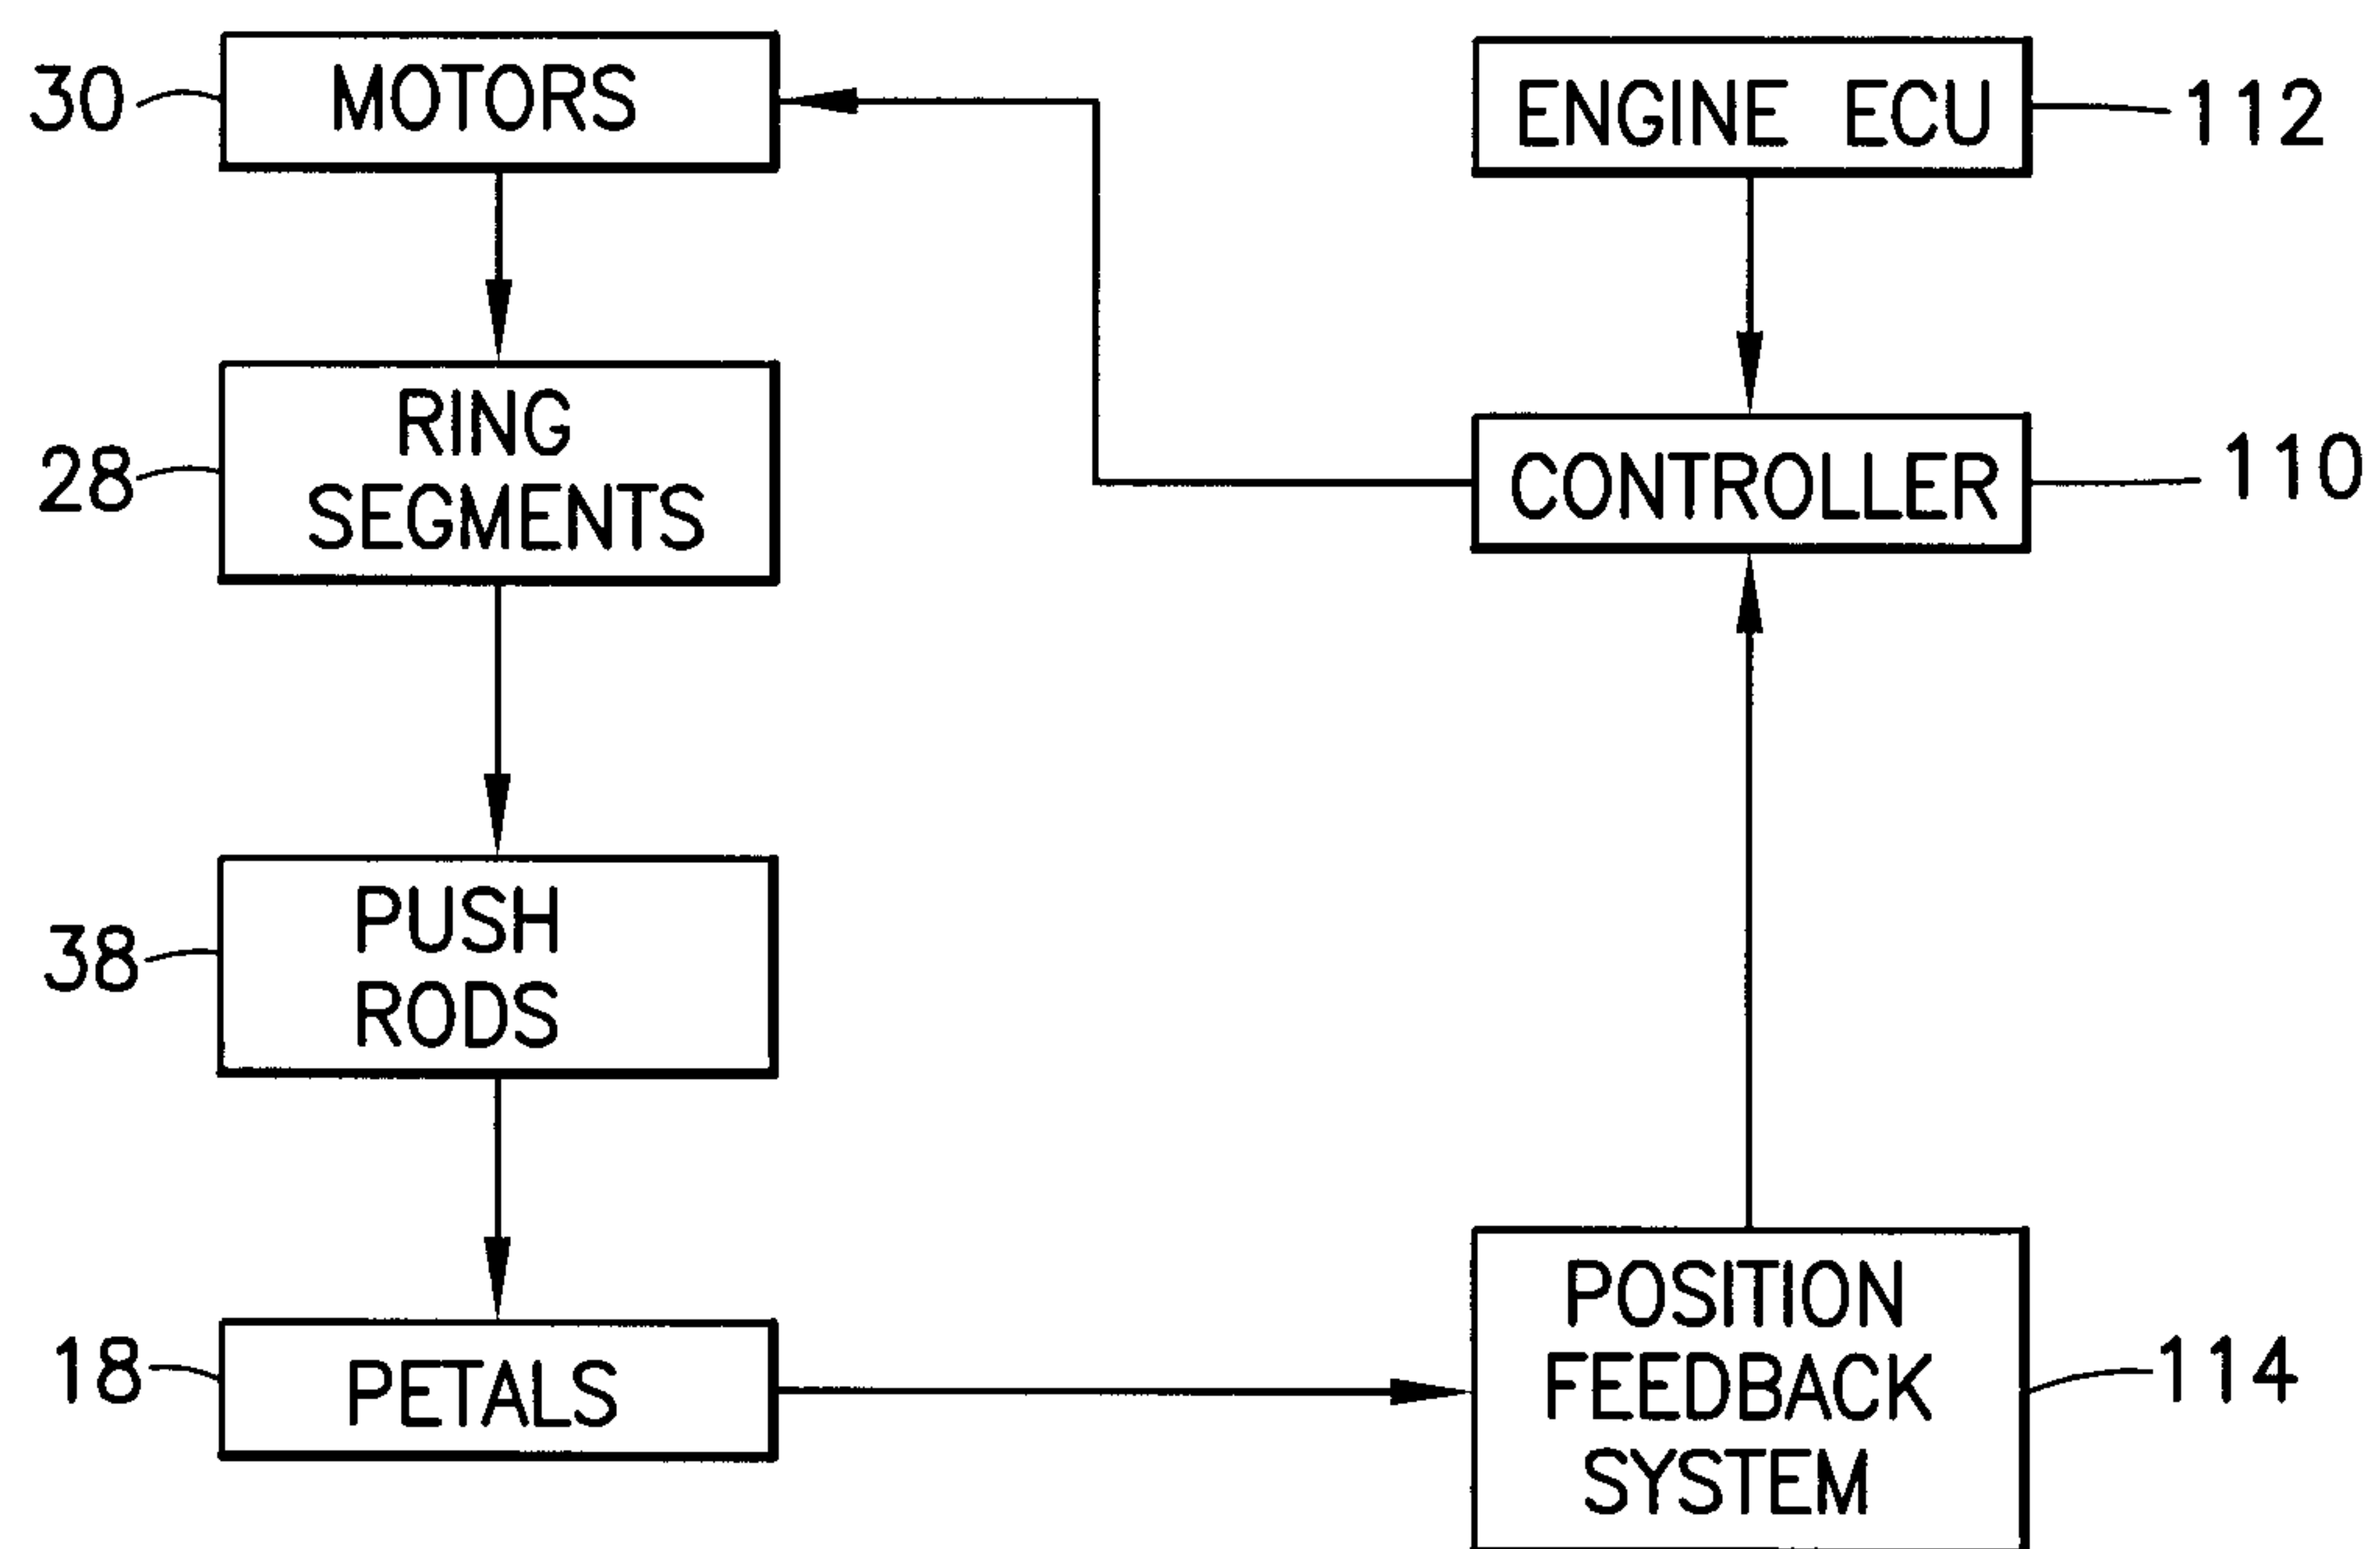 30
MOTORS
ENGINE ECU
112
28
RING
SEGMENTS
CONTROLLER
110
38
PUSH
RODS
18
PETALS
POSITION
FEEDBACK
SYSTEM
114